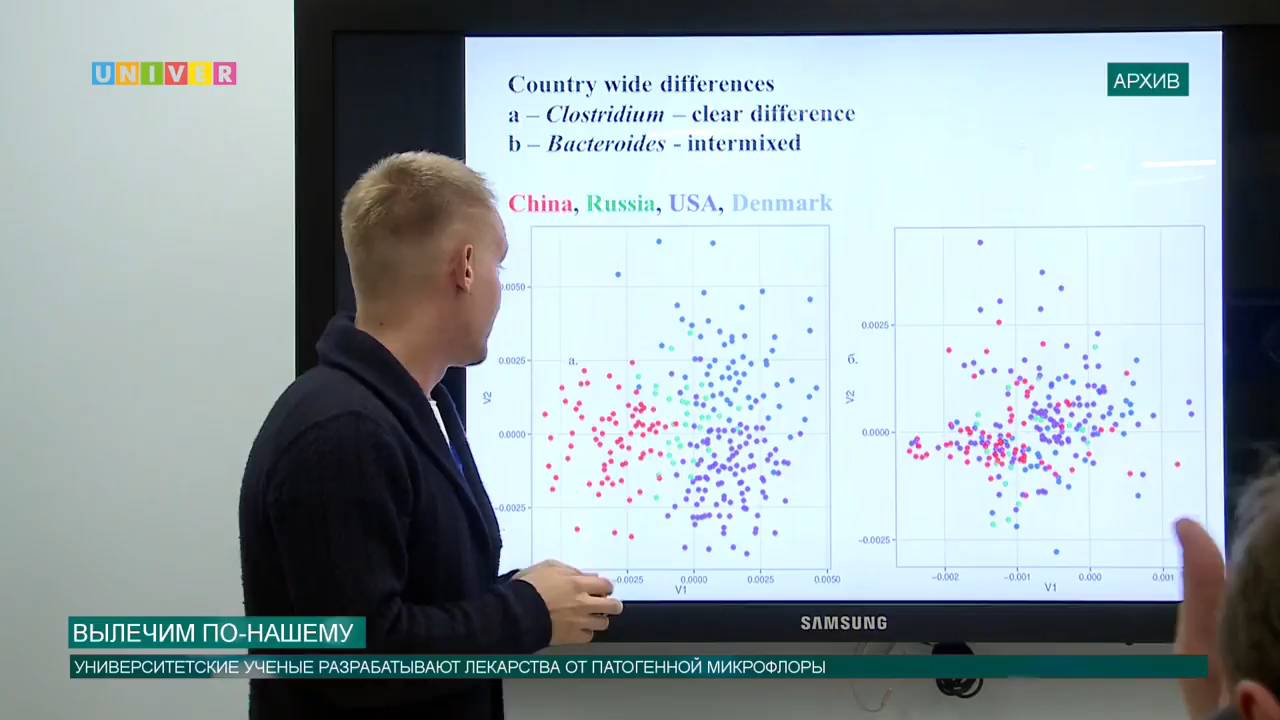 UNIVER
АРХИВ
Country wide differences
a – Clostridium – clear difference
b – Bacteroides - intermixed
China, Russia, USA, Denmark
0.0050
0.0025
0.0000
-0.0025
V2
а.
-0.0025 0.0000 0.0025 0.0050
V1
б.
0.0025
0.0000
-0.0025
V2
-0.002 -0.001 0.000 0.001
V1
SAMSUNG
ВЫЛЕЧИМ ПО-НАШЕМУ
УНИВЕРСИТЕТСКИЕ УЧЕНЫЕ РАЗРАБАТЫВАЮТ ЛЕКАРСТВА ОТ ПАТОГЕННОЙ МИКРОФЛОРЫ